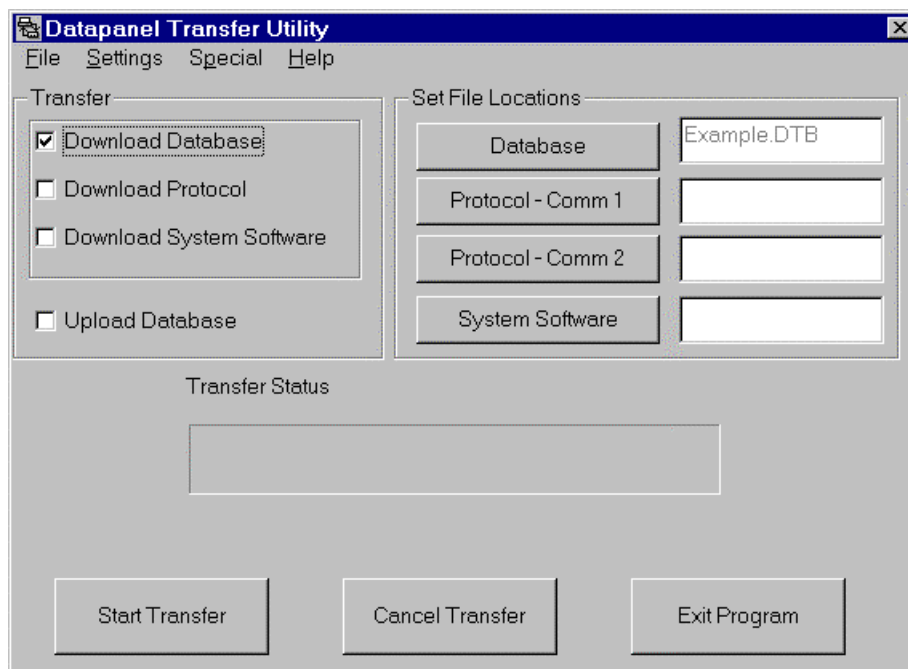 Datapanel Transfer Utility
File Settings Special Help
Transfer
Download Database
Download Protocol
Download System Software
Upload Database
Set File Locations
Database
Example.DTB
Protocol - Comm 1
Protocol - Comm 2
System Software
Transfer Status
Start Transfer
Cancel Transfer
Exit Program